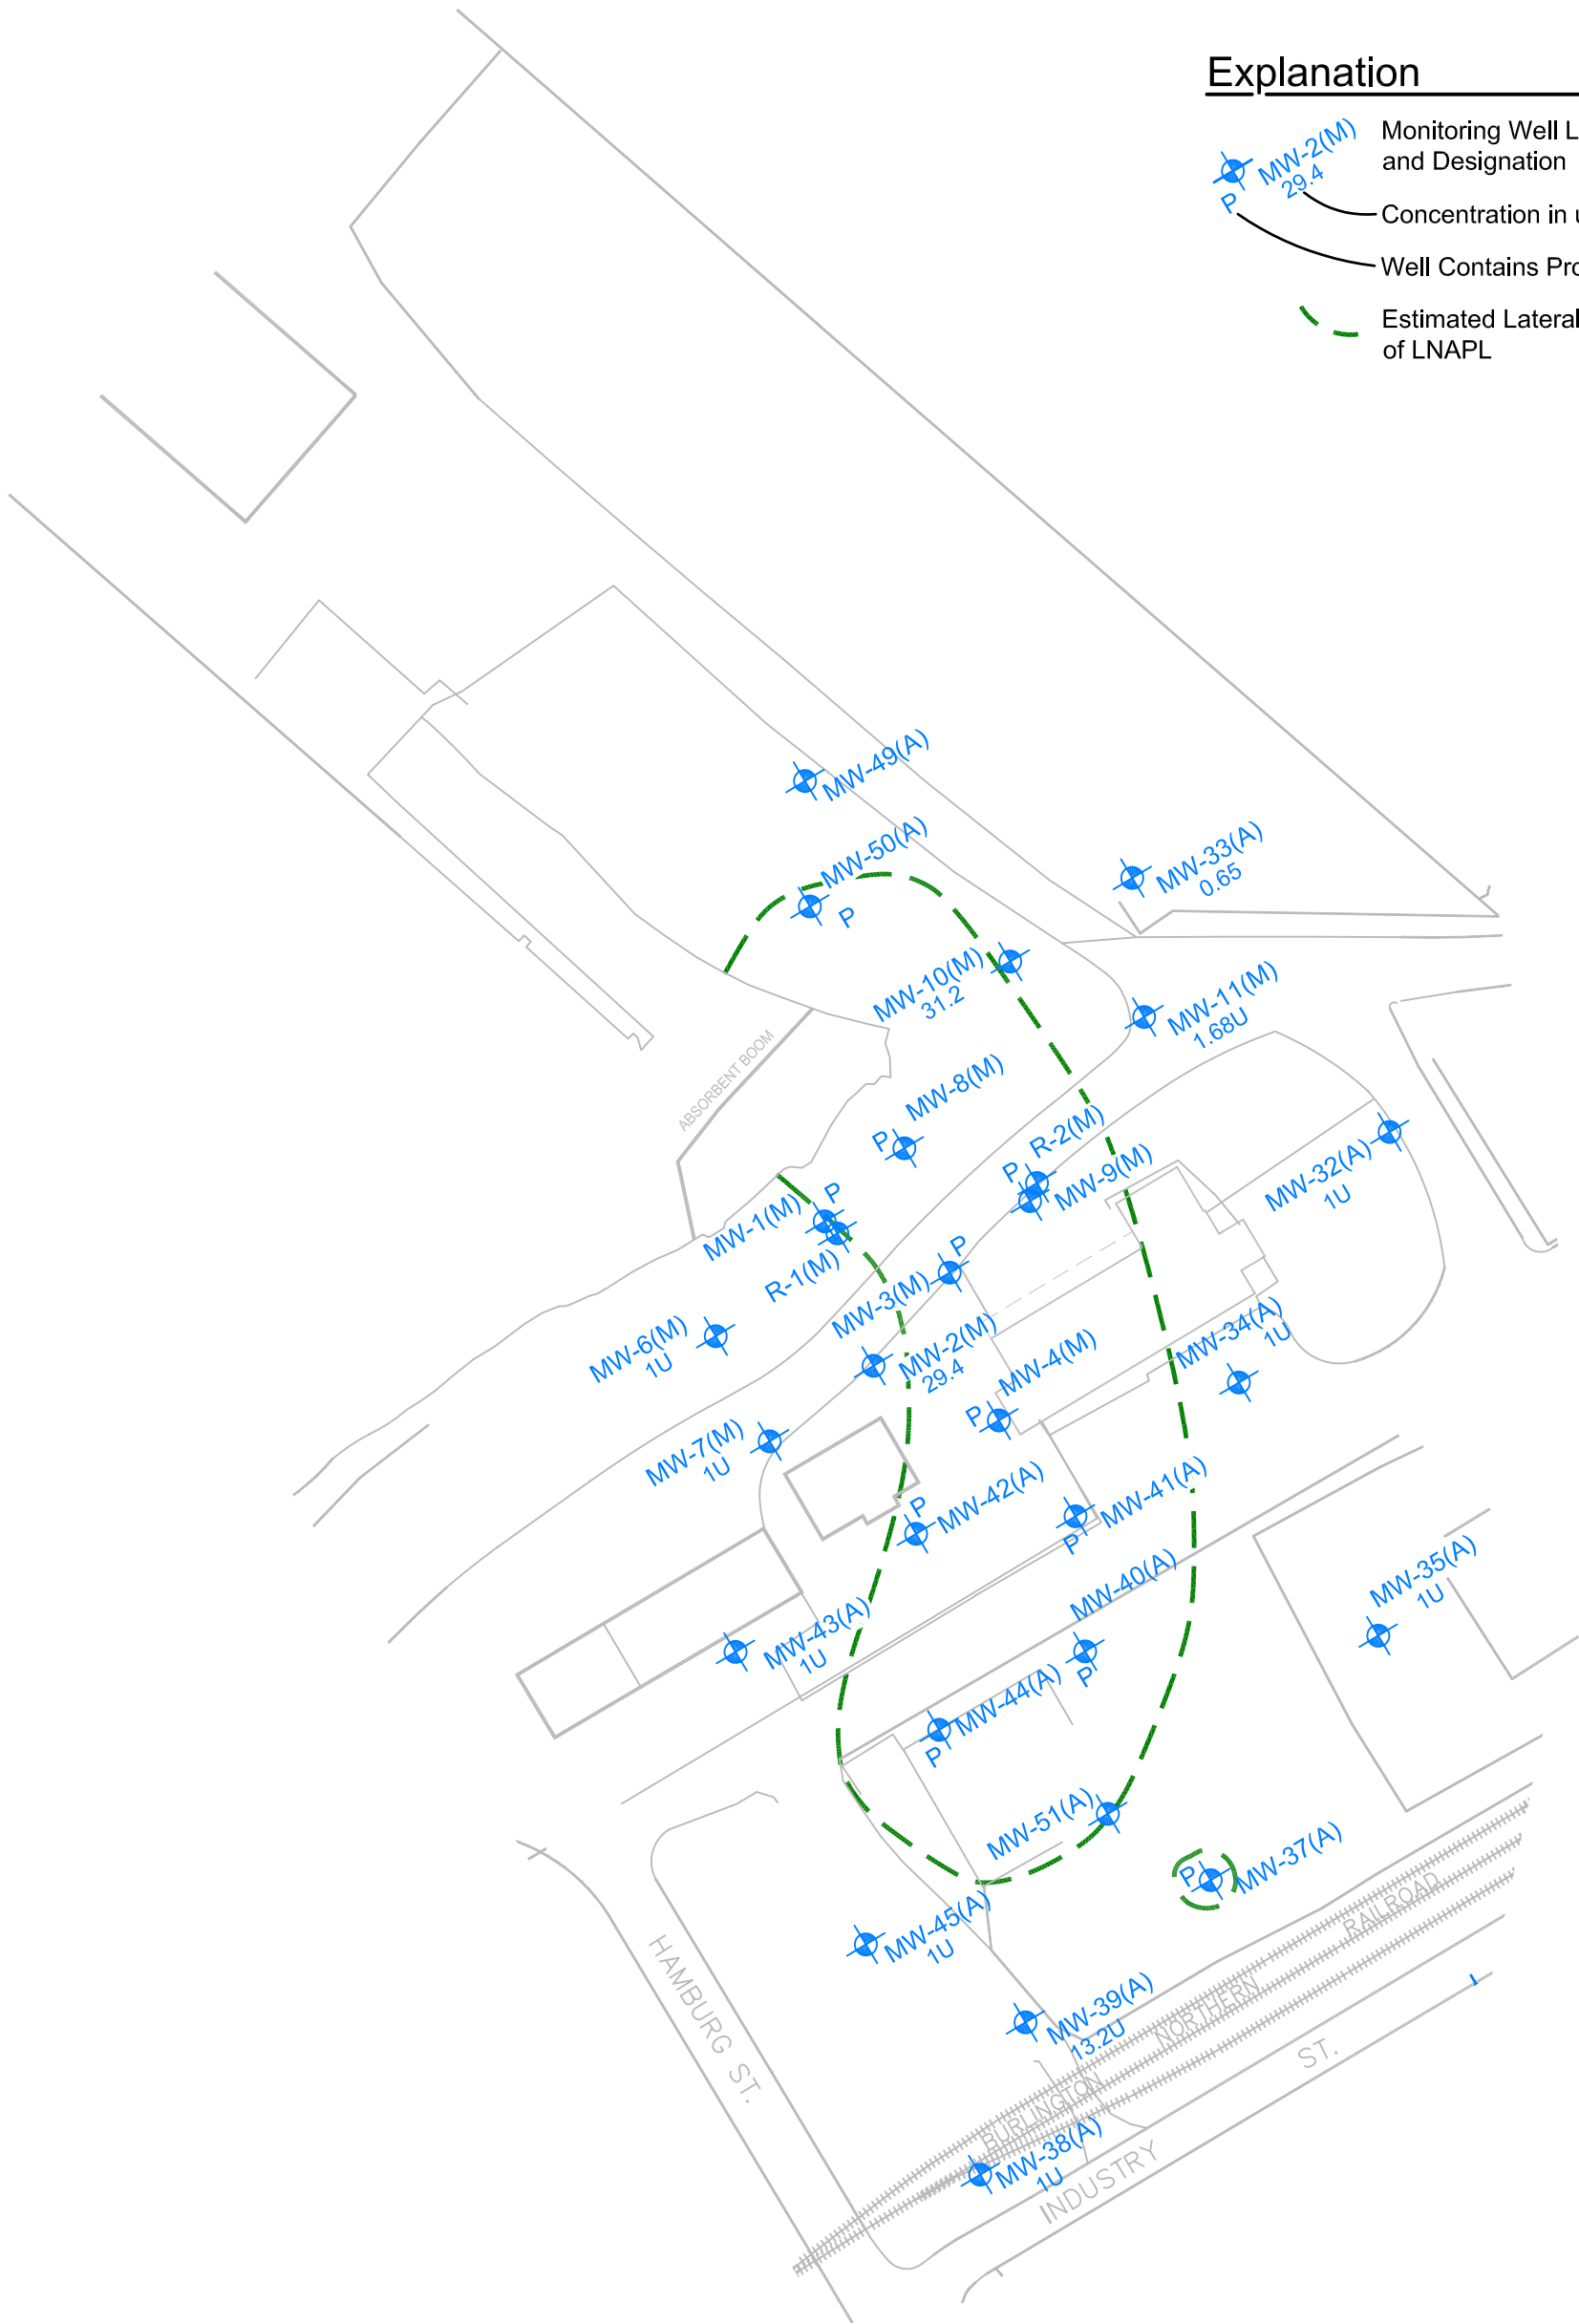 Explanation
MW-2(M)
29.4
P
Monitoring Well L
and Designation
Concentration in u
Well Contains Pro
Estimated Lateral
of LNAPL
MW-49(A)
MW-50(A)
P
MW-33(A)
0.65
MW-10(M)
31.2
MW-11(M)
1.68U
ABSORBENT BOOM
MW-8(M)
P
R-2(M)
P
MW-9(M)
MW-32(A)
1U
MW-1(M)
P
R-1(M)
MW-3(M)
P
MW-6(M)
1U
MW-2(M)
29.4
MW-34(A)
1U
MW-4(M)
P
MW-7(M)
1U
MW-42(A)
P
MW-41(A)
P
MW-40(A)
P
MW-35(A)
1U
MW-43(A)
1U
MW-44(A)
P
MW-51(A)
MW-37(A)
P
MW-45(A)
1U
MW-39(A)
13.2U
MW-38(A)
1U
HAMBURG ST.
BURLINGTON NORTHERN RAILROAD
INDUSTRY ST.